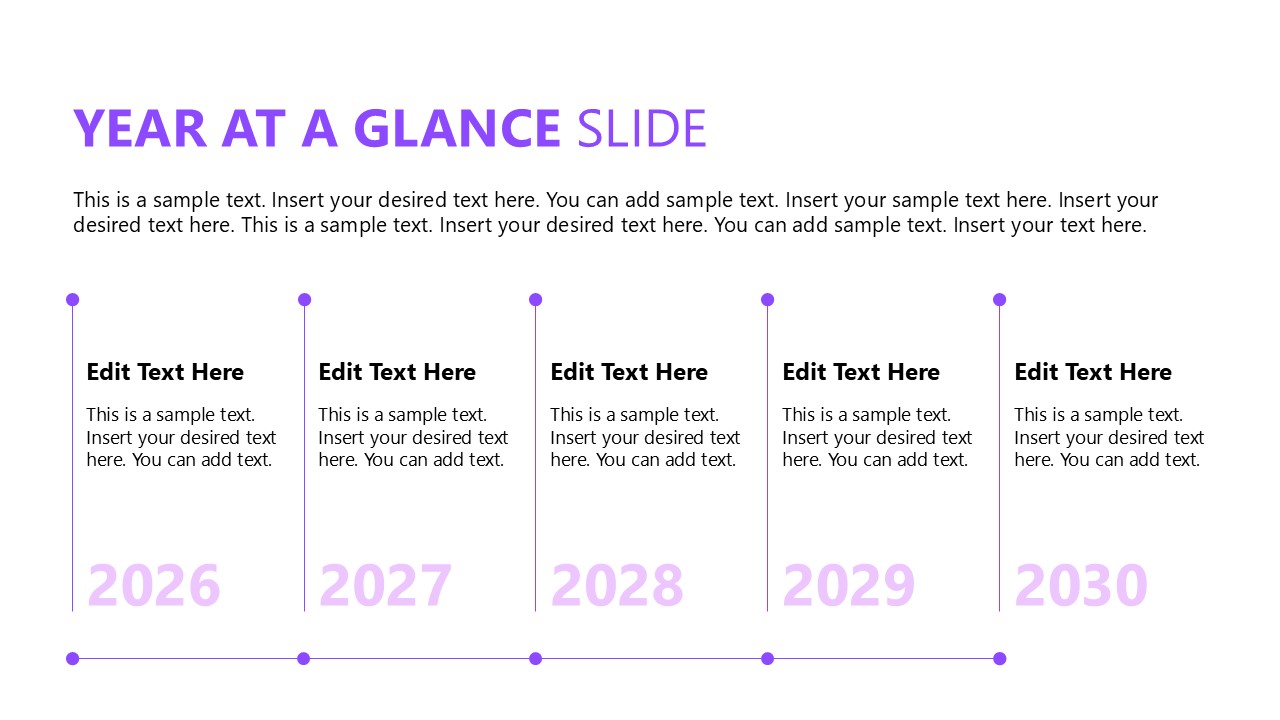 YEAR AT A GLANCE SLIDE
This is a sample text. Insert your desired text here. You can add sample text. Insert your sample text here. Insert your
desired text here. This is a sample text. Insert your desired text here. You can add sample text. Insert your text here.
Edit Text Here
This is a sample text.
Insert your desired text
here. You can add text.
2026
Edit Text Here
This is a sample text.
Insert your desired text
here. You can add text.
2027
Edit Text Here
This is a sample text.
Insert your desired text
here. You can add text.
2028
Edit Text Here
This is a sample text.
Insert your desired text
here. You can add text.
2029
Edit Text Here
This is a sample text.
Insert your desired text
here. You can add text.
2030